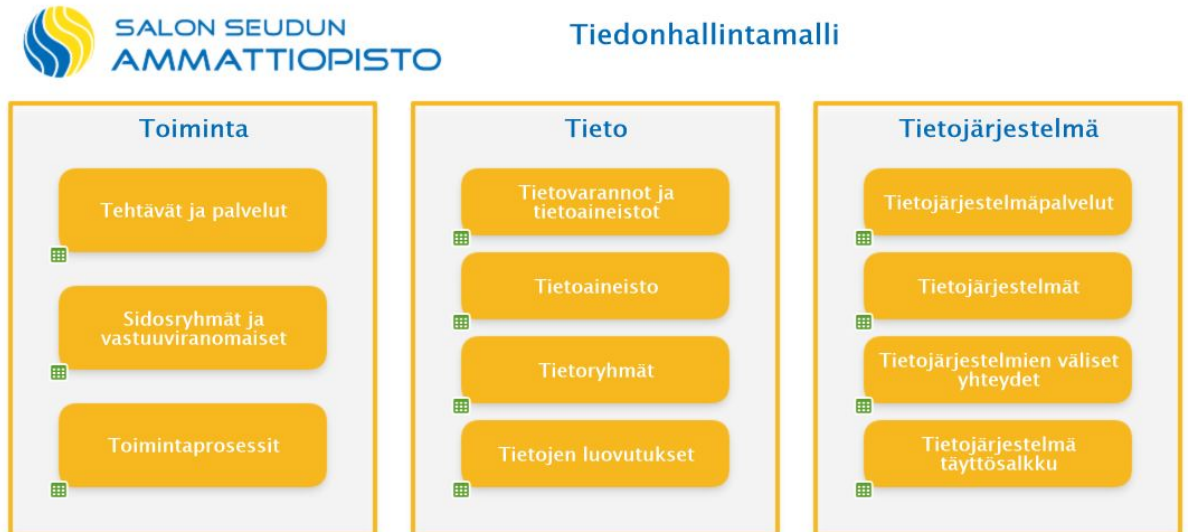 SALON SEUDUN
AMMATTIOPISTO
Tiedonhallintamalli
Toiminta
Tehtävät ja palvelut
Sidosryhmät ja
vastuuviranomaiset
Toimintaprosessit
Tieto
Tietovarannot ja
tietoaineistot
Tietoaineisto
Tietoryhmät
Tietojen luovutukset
Tietojärjestelmä
Tietojärjestelmäpalvelut
Tietojärjestelmät
Tietojärjestelmien väliset
yhteydet
Tietojärjestelmä
täyttösalkku